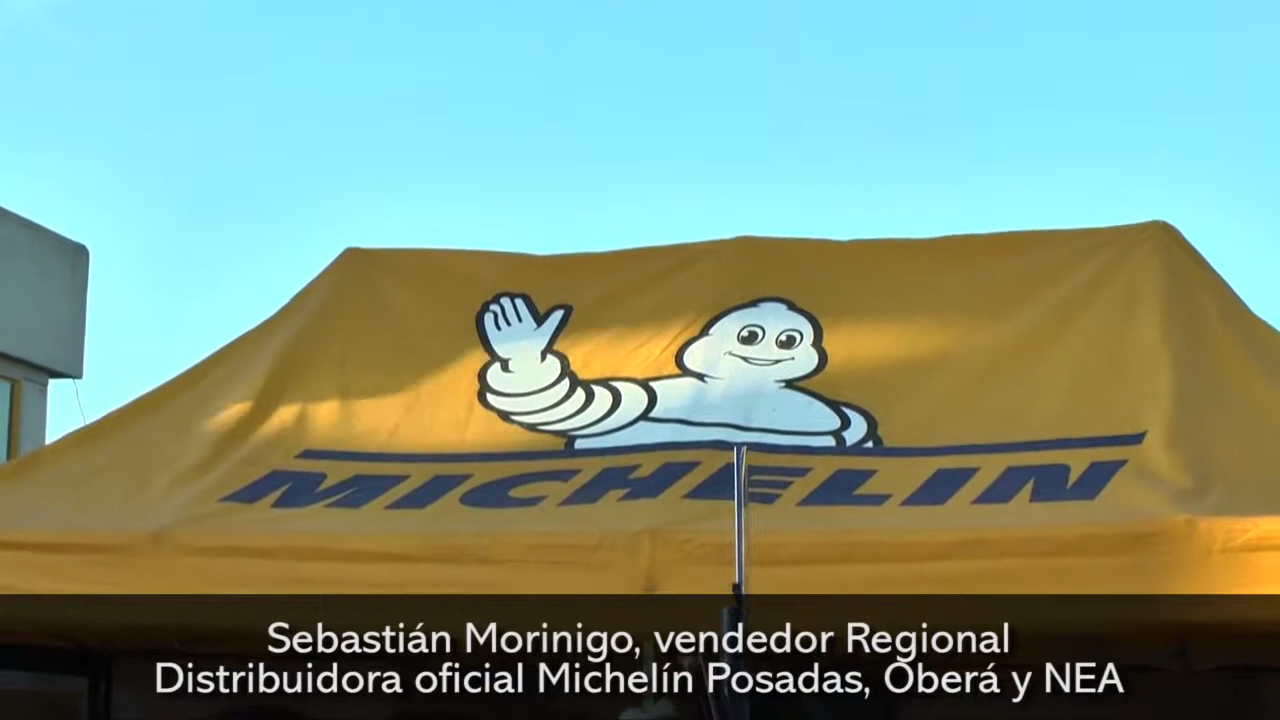 MICHELIN
Sebastián Morinigo, vendedor Regional
Distribuidora oficial Michelín Posadas, Oberá y NEA